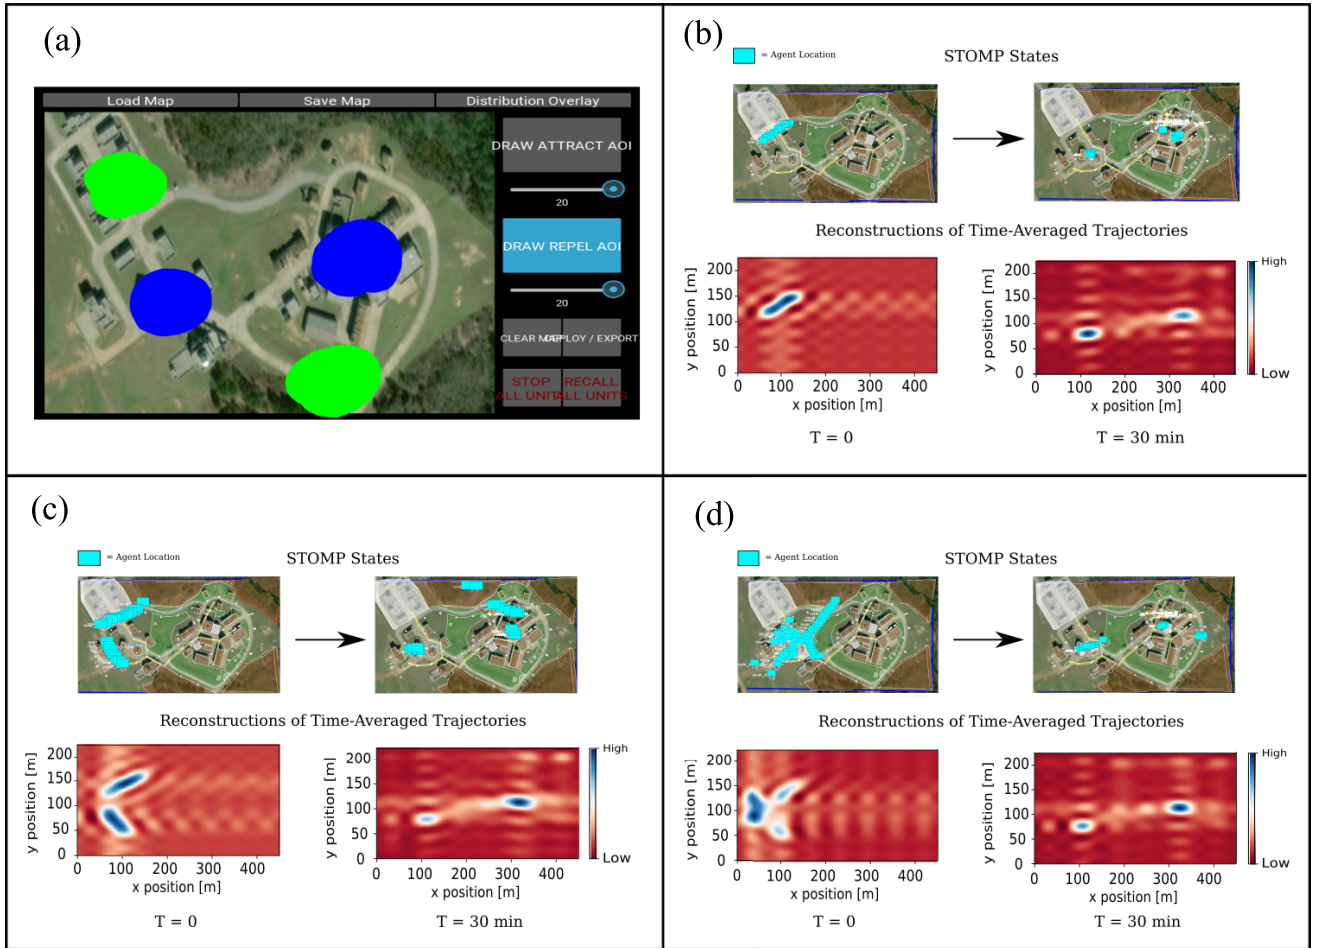 (a)
Load Map
Save Map
Distribution Overlay
DRAW ATTRACT AOI
20
DRAW REPEL AOI
20
CLEAR MAP
DEPLOY / EXPORT
STOP
ALL UNITS
RECALL
ALL UNITS
(b)
= Agent Location
STOMP States
Reconstructions of Time-Averaged Trajectories
y position [m]
200
150
100
50
0
0 100 200 300 400
x position [m]
T = 0
y position [m]
200
150
100
50
0
0 100 200 300 400
x position [m]
T = 30 min
High
Low
(c)
= Agent Location
STOMP States
Reconstructions of Time-Averaged Trajectories
y position [m]
200
150
100
50
0
0 100 200 300 400
x position [m]
T = 0
y position [m]
200
150
100
50
0
0 100 200 300 400
x position [m]
T = 30 min
High
Low
(d)
= Agent Location
STOMP States
Reconstructions of Time-Averaged Trajectories
y position [m]
200
150
100
50
0
0 100 200 300 400
x position [m]
T = 0
y position [m]
200
150
100
50
0
0 100 200 300 400
x position [m]
T = 30 min
High
Low